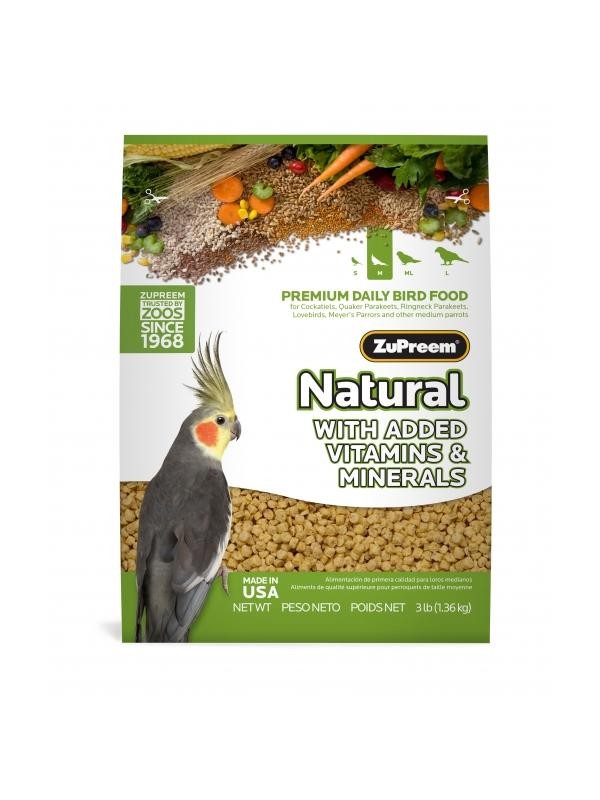 S M ML L
PREMIUM DAILY BIRD FOOD
for Cockatiels, Quaker Parakeets, Ringneck Parakeets,
Lovebirds, Meyer's Parrors and other medium parrots
ZUPREEM
TRUSTED BY
ZOOS
SINCE
1968
ZuPreem®
Natural
WITH ADDED
VITAMINS &
MINERALS
MADE IN
USA
Alimentación de primera calidad para loros medianos
Aliments de qualité supérieure pour perroquets de taille moyenne
NET WT PESO NETO POIDS NET 3 lb (1.36 kg)